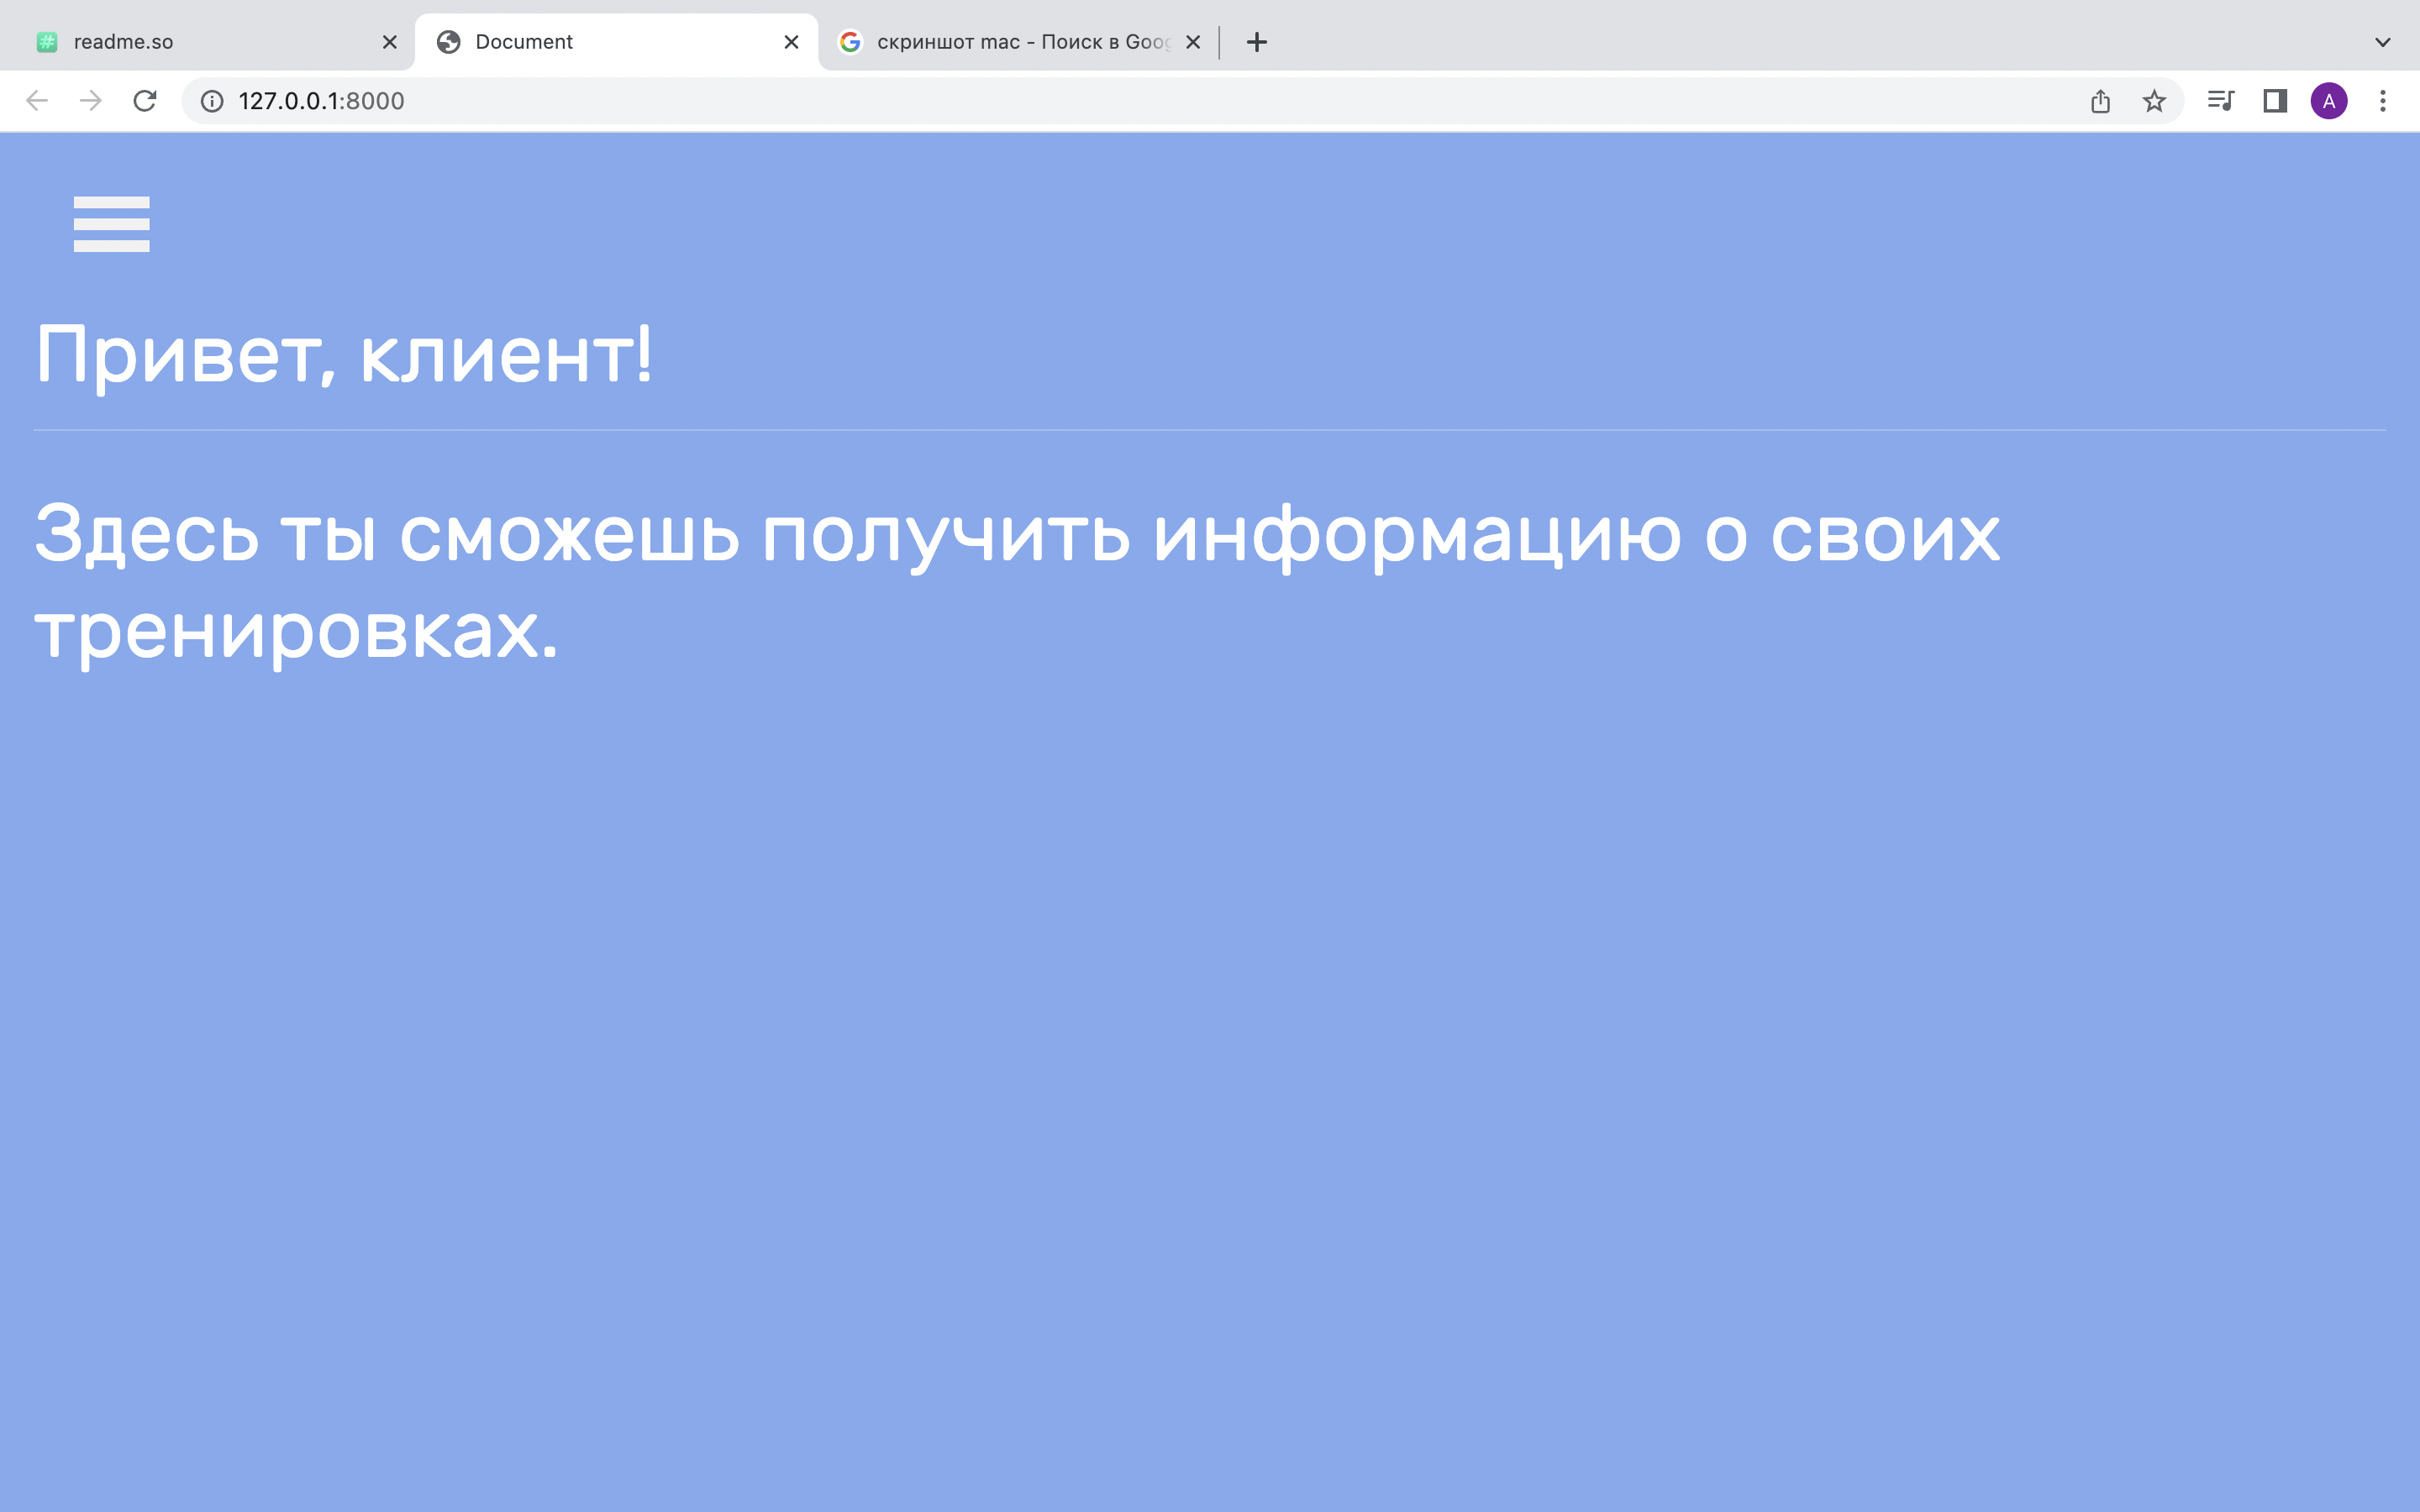 readme.so
Document
скриншот mac - Поиск в Goo
127.0.0.1:8000
A
Привет, клиент!
Здесь ты сможешь получить информацию о своих
тренировках.